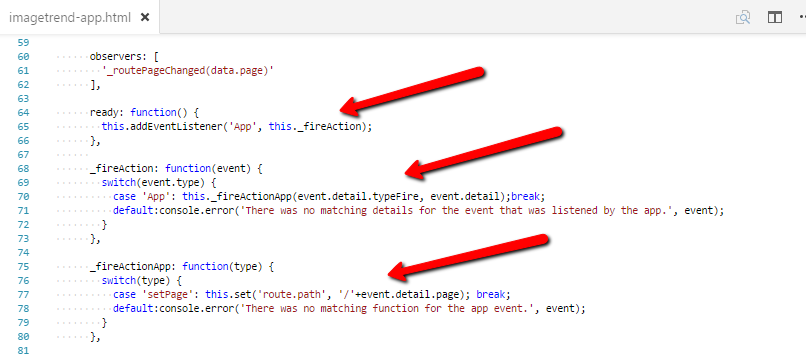 imagetrend-app.html
59
60 observers: [
61 '_routePageChanged(data.page)'
62 ],
63
64 ready: function() {
65 this.addEventListener('App', this._fireAction);
66 },
67
68 _fireAction: function(event) {
69 switch(event.type) {
70 case 'App': this._fireActionApp(event.detail.typeFire, event.detail);break;
71 default:console.error('There was no matching details for the event that was listened by the app.', event);
72 }
73 },
74
75 _fireActionApp: function(type) {
76 switch(type) {
77 case 'setPage': this.set('route.path', '/'+event.detail.page); break;
78 default:console.error('There was no matching function for the app event.', event);
79 }
80 },
81